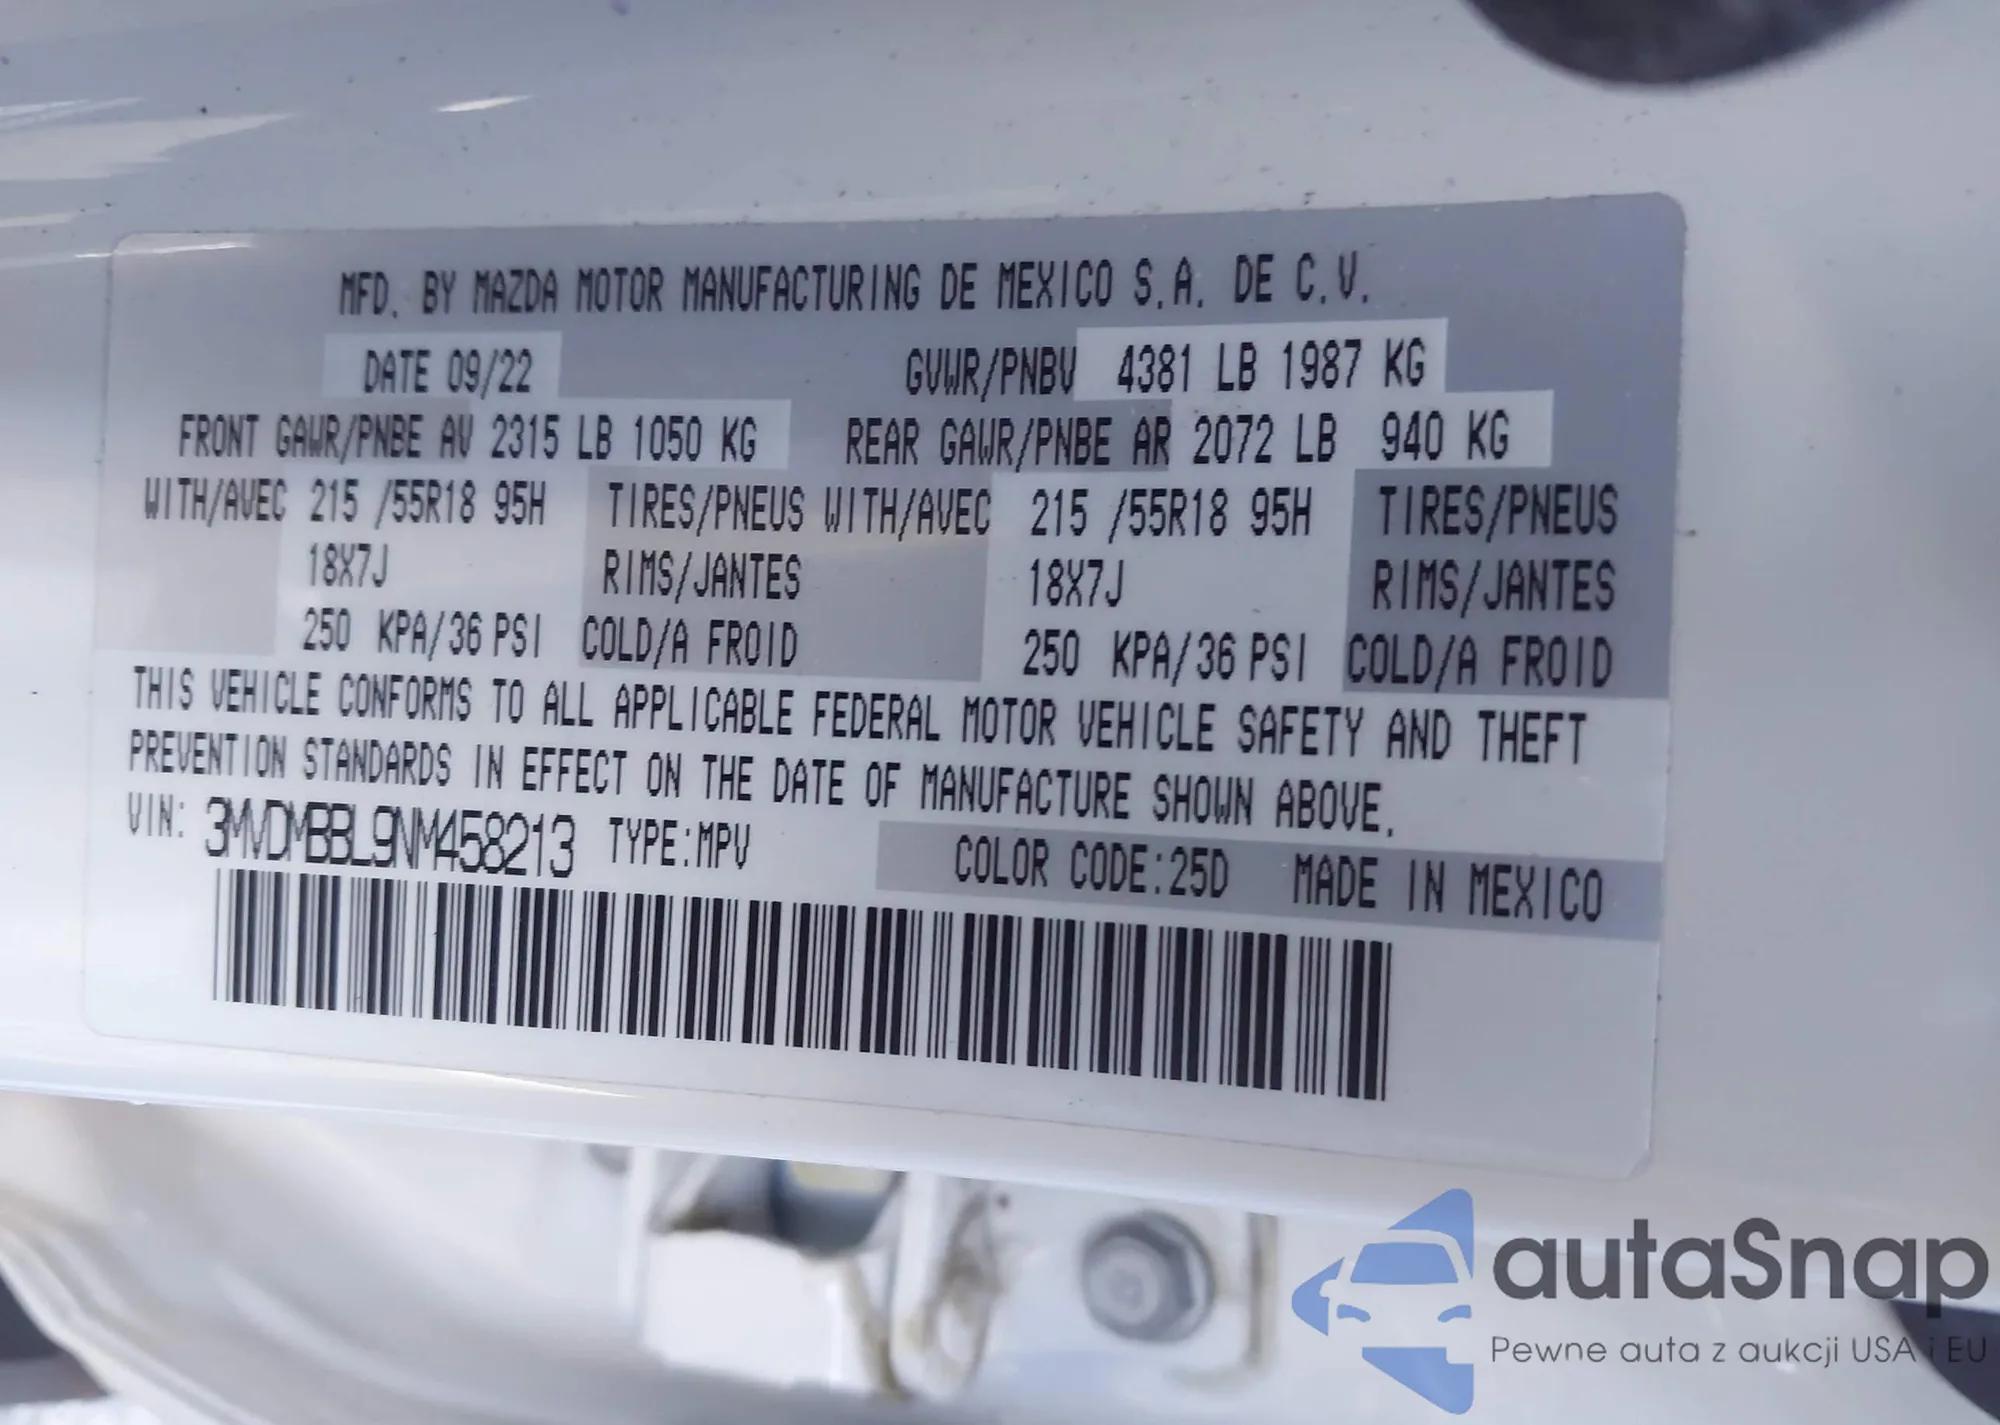 MFD. BY MAZDA MOTOR MANUFACTURING DE MEXICO S.A. DE C.V.
DATE 09/22 GVWR/PNBV 4381 LB 1987 KG
FRONT GAWR/PNBE AV 2315 LB 1050 KG REAR GAWR/PNBE AR 2072 LB 940 KG
WITH/AVEC 215 /55R18 95H TIRES/PNEUS WITH/AVEC 215 /55R18 95H TIRES/PNEUS
18X7J RIMS/JANTES 18X7J RIMS/JANTES
250 KPA/36 PSI COLD/A FROID 250 KPA/36 PSI COLD/A FROID
THIS VEHICLE CONFORMS TO ALL APPLICABLE FEDERAL MOTOR VEHICLE SAFETY AND THEFT
PREVENTION STANDARDS IN EFFECT ON THE DATE OF MANUFACTURE SHOWN ABOVE.
VIN: 3MVDMBBL9NM458213 TYPE:MPV COLOR CODE:25D MADE IN MEXICO
autaSnap
Pewne auta z aukcji USA i EU